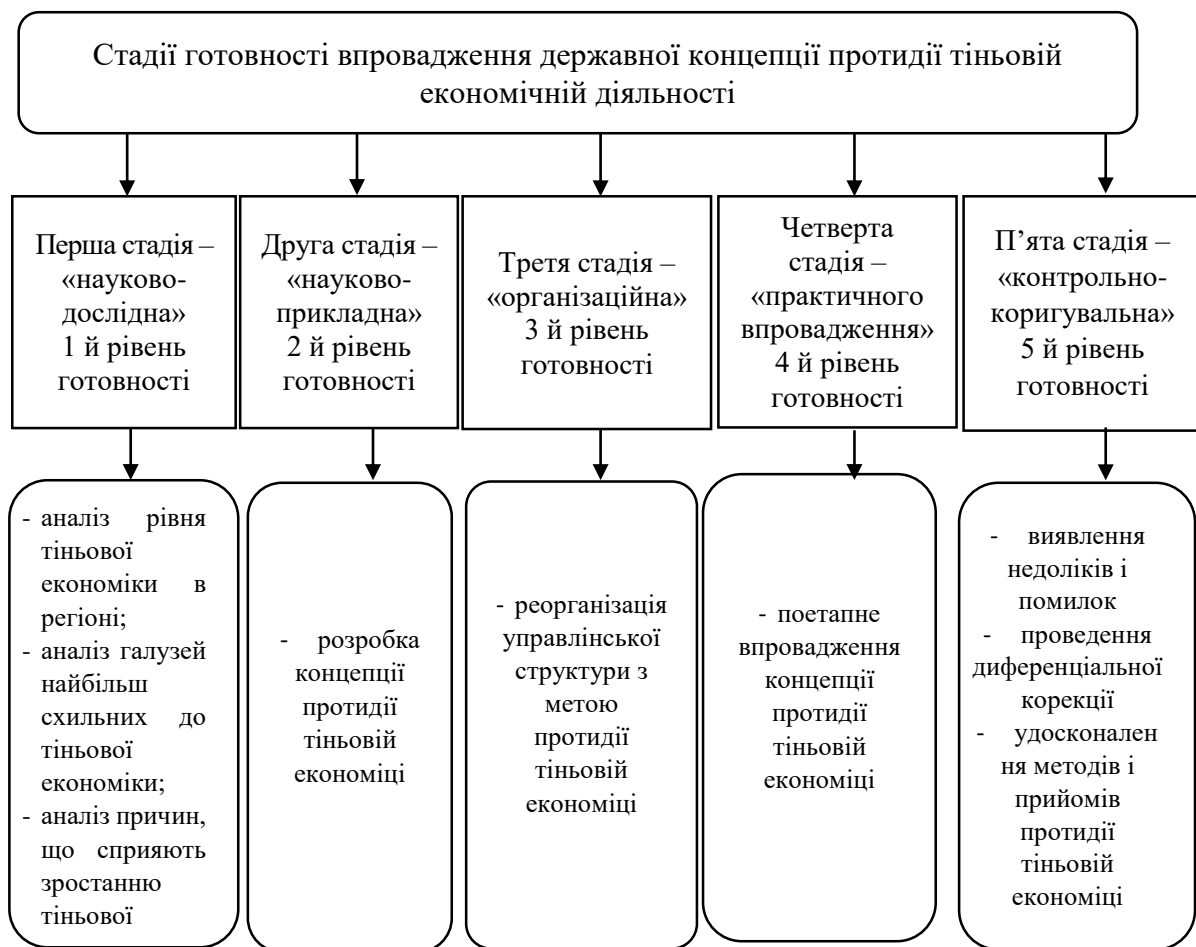 Стадії готовності впровадження державної концепції протидії тіньовій
економічній діяльності
Перша стадія –
«науково-
дослідна»
1 й рівень
готовності
Друга стадія –
«науково-
прикладна»
2 й рівень
готовності
Третя стадія –
«організаційна»
3 й рівень
готовності
Четверта
стадія –
«практичного
впровадження»
4 й рівень
готовності
П’ята стадія –
«контрольно-
коригувальна»
5 й рівень
готовності
- аналіз рівня
тіньової
економіки в
регіоні;
- аналіз галузей
найбільш
схильних до
тіньової
економіки;
- аналіз причин,
що сприяють
зростанню
тіньової
- розробка
концепції
протидії
тіньовій
економіці
- реорганізація
управлінської
структури з
метою
протидії
тіньовій
економіці
- поетапне
впровадження
концепції
протидії
тіньовій
економіці
- виявлення
недоліків і
помилок
- проведення
диференціальної
корекції
- удосконален
ня методів і
прийомів
протидії
тіньовій
економіці